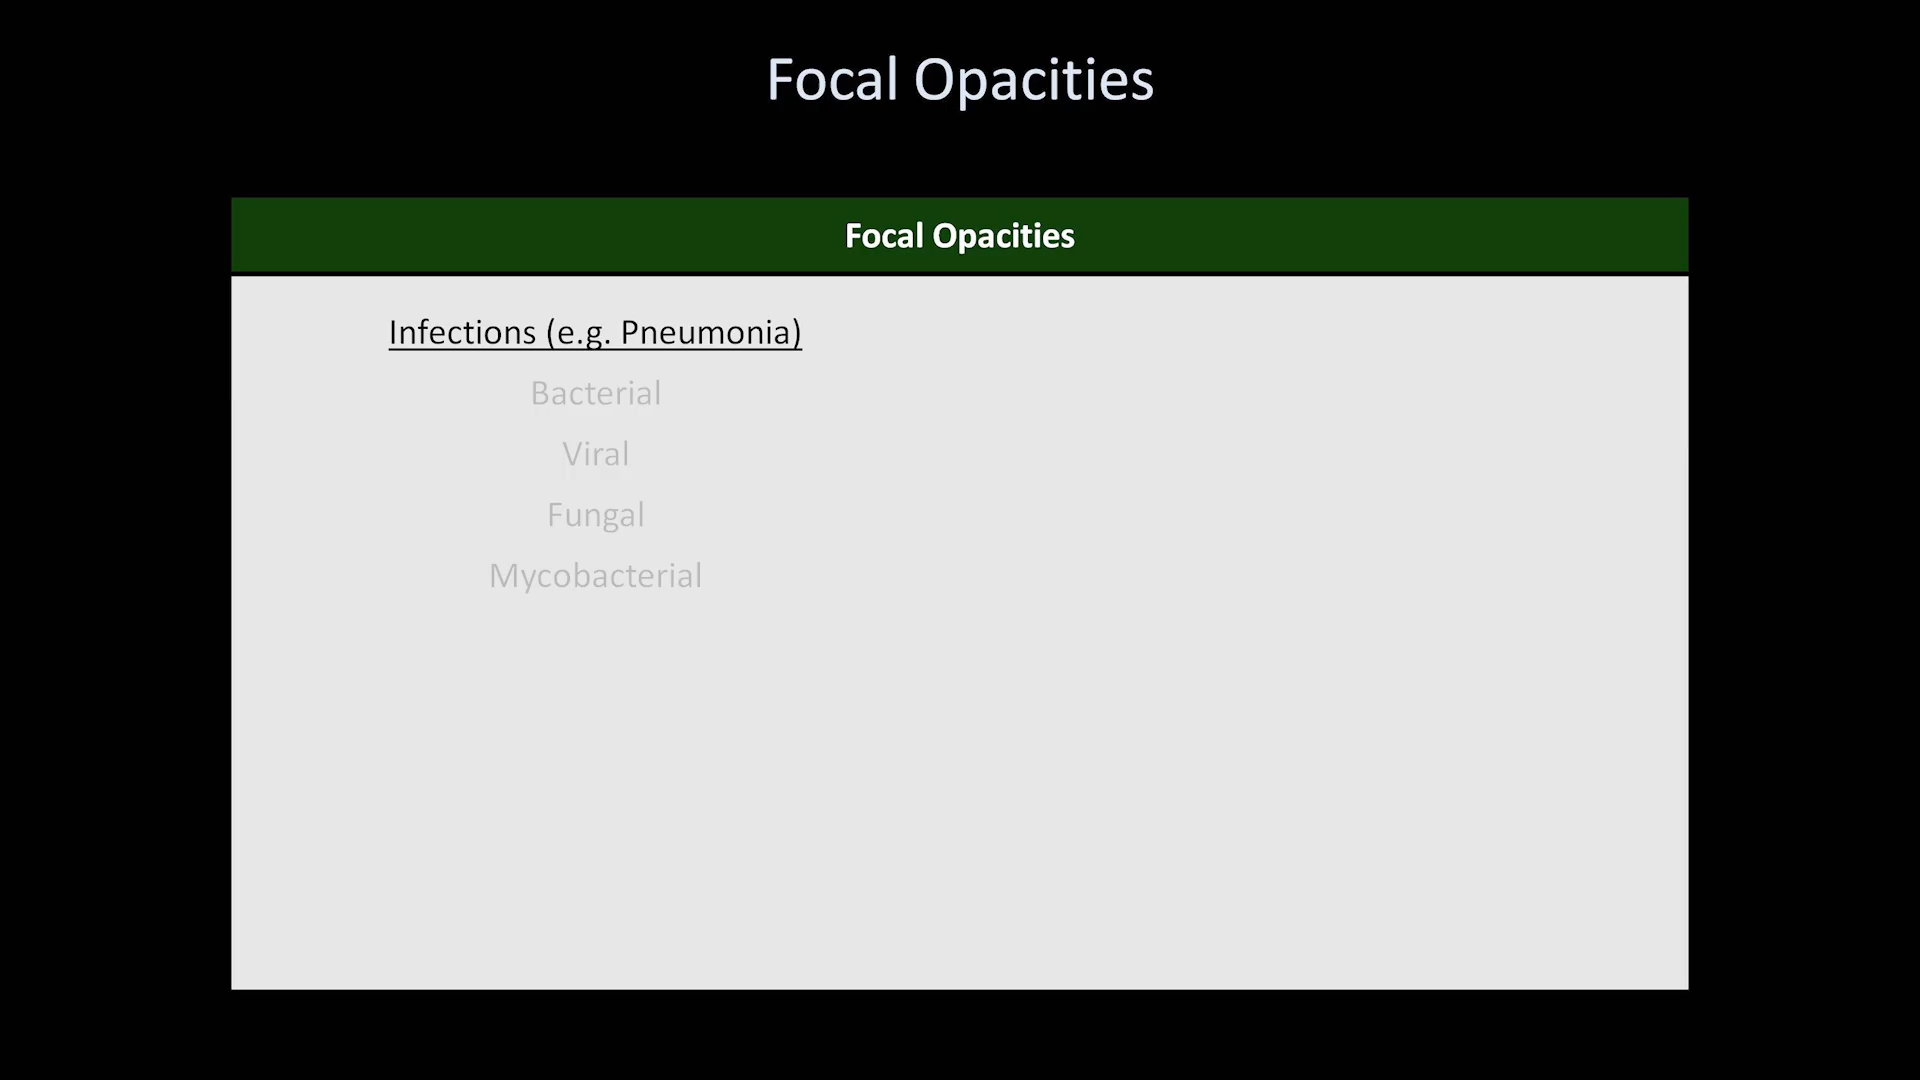 Focal Opacities
Focal Opacities
Infections (e.g. Pneumonia)
Bacterial
Viral
Fungal
Mycobacterial